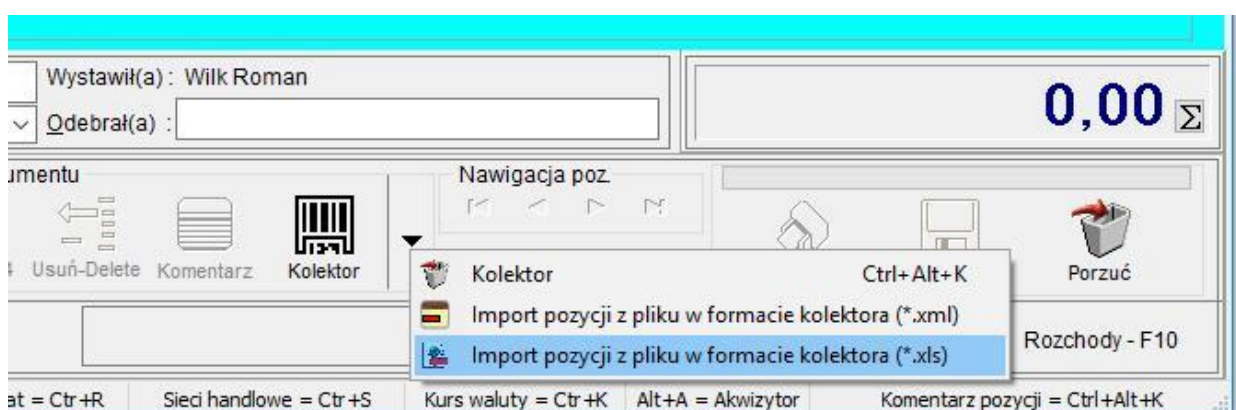 Wystawił(a) : Wilk Roman
Odebrał(a) :
0,00 Σ
umentu
Nawigacja poz.
Usuń-Delete Komentarz Kolektor
Porzuć
Kolektor Ctrl+Alt+K
Import pozycji z pliku w formacie kolektora (*.xml)
Import pozycji z pliku w formacie kolektora (*.xls)
Rozchody - F10
at = Ctr+R Sieci handlowe = Ctr+S Kurs waluty = Ctr+K Alt+A = Akwizytor Komentarz pozycji = Ctrl+Alt+K